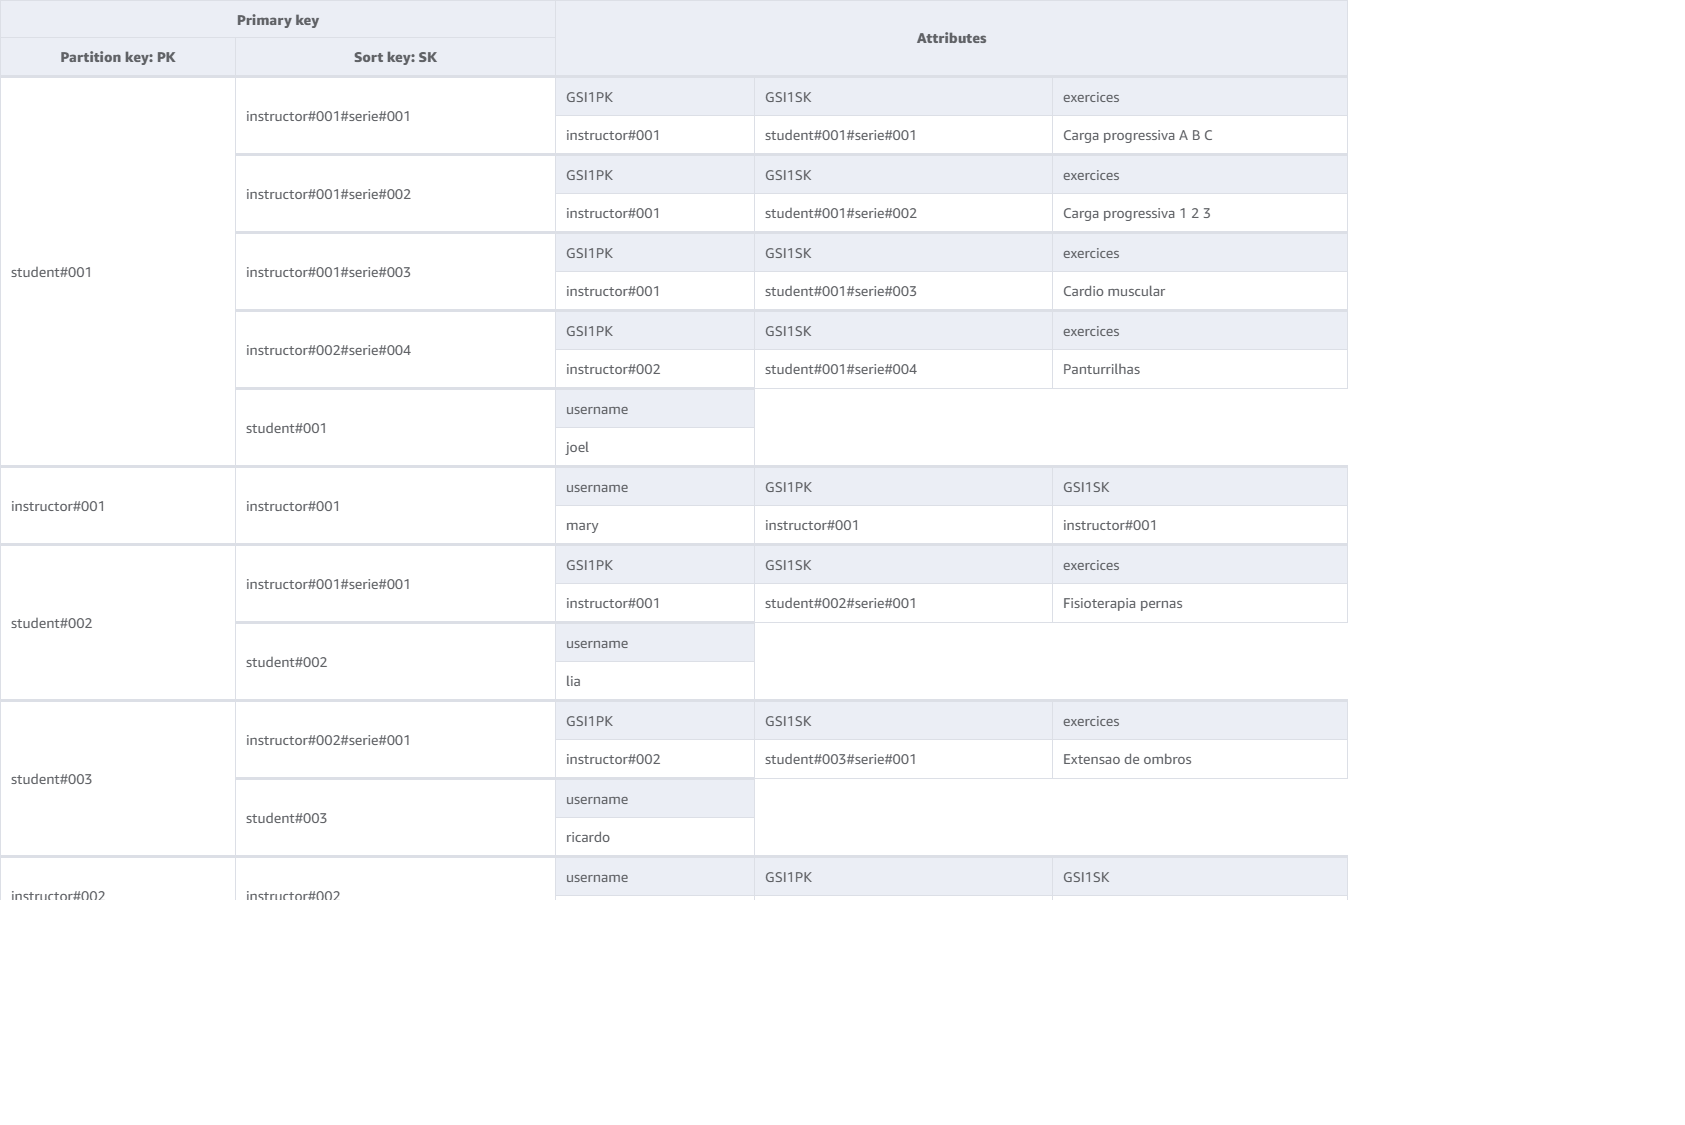 Primary key
Attributes
Partition key: PK Sort key: SK
student#001
instructor#001#serie#001
GSI1PK GSI1SK exercices
instructor#001 student#001#serie#001 Carga progressiva A B C
instructor#001#serie#002
GSI1PK GSI1SK exercices
instructor#001 student#001#serie#002 Carga progressiva 1 2 3
instructor#001#serie#003
GSI1PK GSI1SK exercices
instructor#001 student#001#serie#003 Cardio muscular
instructor#002#serie#004
GSI1PK GSI1SK exercices
instructor#002 student#001#serie#004 Panturrilhas
student#001
username
joel
instructor#001
instructor#001
username GSI1PK GSI1SK
mary instructor#001 instructor#001
student#002
instructor#001#serie#001
GSI1PK GSI1SK exercices
instructor#001 student#002#serie#001 Fisioterapia pernas
student#002
username
lia
student#003
instructor#002#serie#001
GSI1PK GSI1SK exercices
instructor#002 student#003#serie#001 Extensao de ombros
student#003
username
ricardo
instructor#002
instructor#002
username GSI1PK GSI1SK